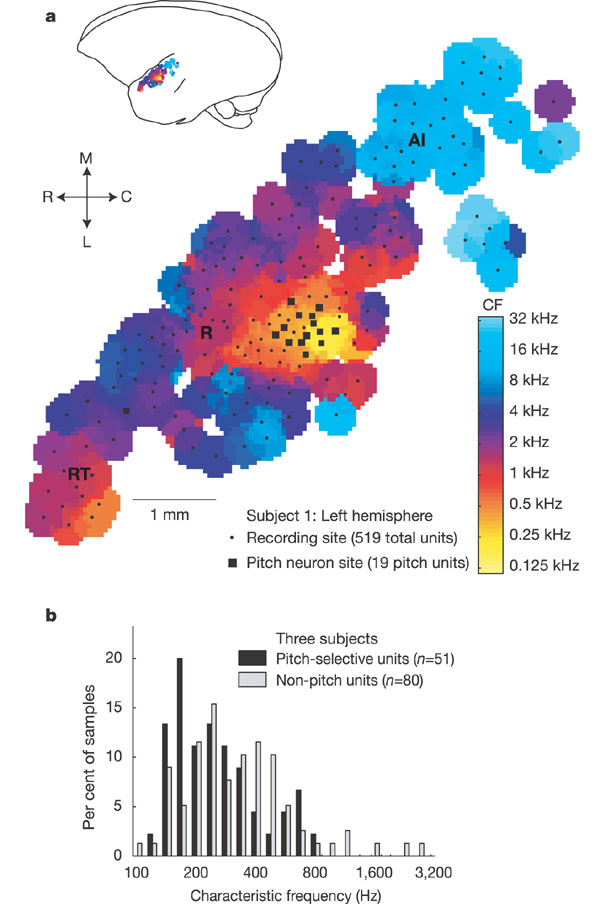 a
M
R C
L
AI
R
RT
CF
32 kHz
16 kHz
8 kHz
4 kHz
2 kHz
1 kHz
0.5 kHz
0.25 kHz
0.125 kHz
1 mm
Subject 1: Left hemisphere
Recording site (519 total units)
Pitch neuron site (19 pitch units)
b
Three subjects
Pitch-selective units (n=51)
Non-pitch units (n=80)
Per cent of samples
20
15
10
5
0
100 200 400 800 1,600 3,200
Characteristic frequency (Hz)